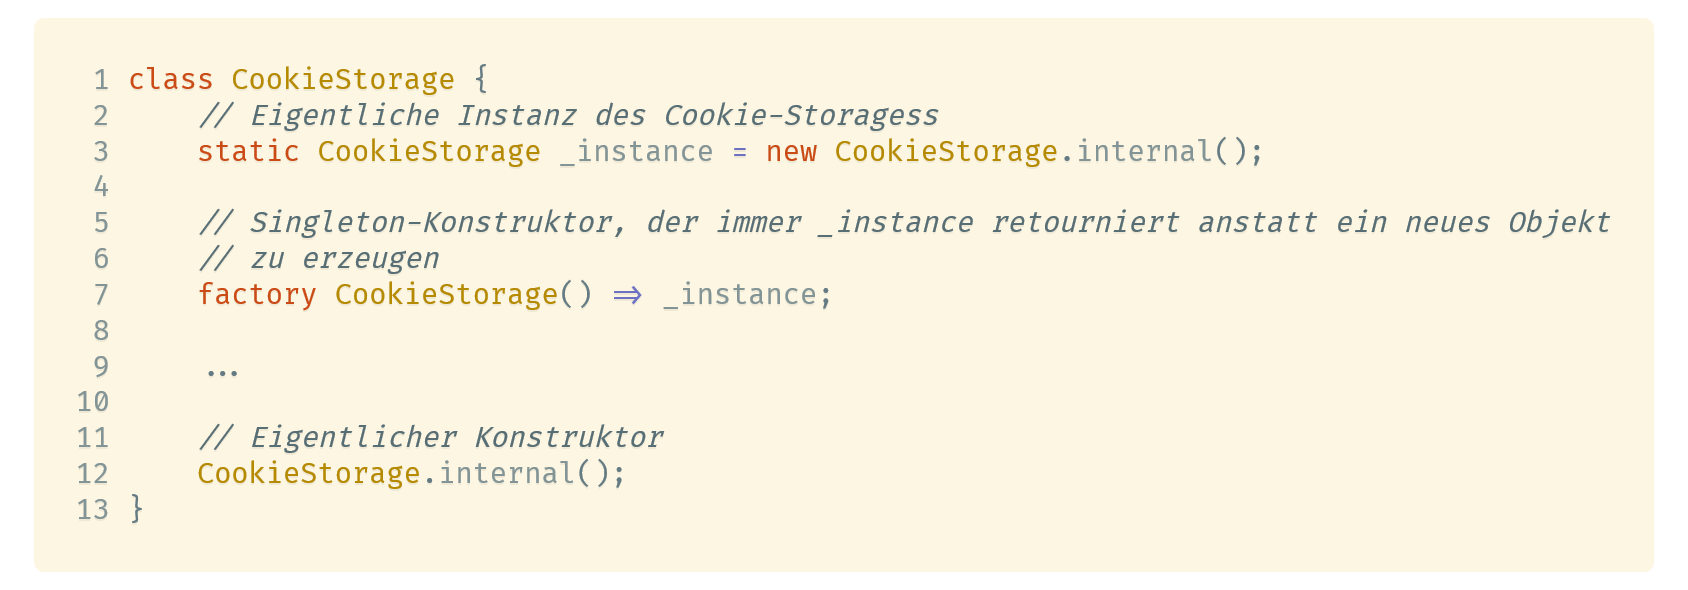 1 class CookieStorage {
2 // Eigentliche Instanz des Cookie-Storagess
3 static CookieStorage _instance = new CookieStorage.internal();
4
5 // Singleton-Konstruktor, der immer _instance retourniert anstatt ein neues Objekt
6 // zu erzeugen
7 factory CookieStorage() => _instance;
8
9 ...
10
11 // Eigentlicher Konstruktor
12 CookieStorage.internal();
13 }